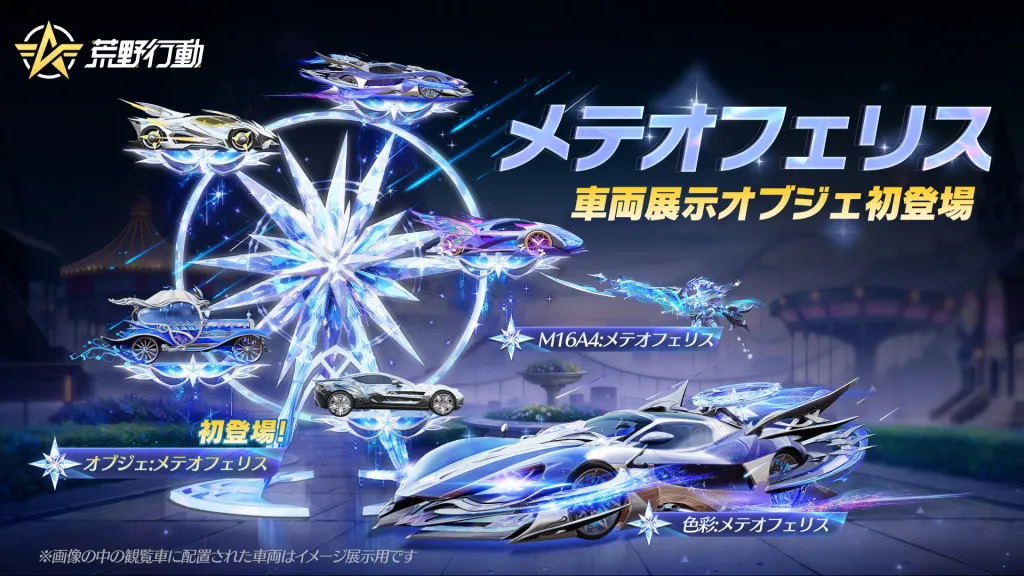 荒野行動
メテオフェリス
車両展示オブジェ初登場
M16A4:メテオフェリス
初登場!
オブジェ:メテオフェリス
色彩:メテオフェリス
※画像の中の観覧車に配置された車両はイメージ展示用です